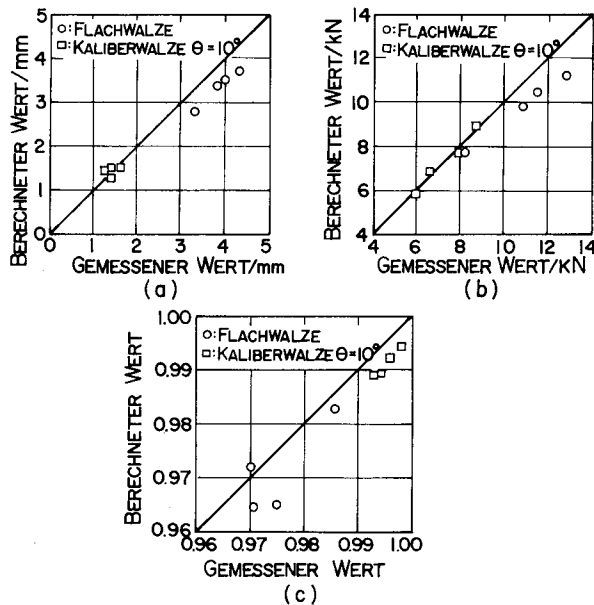 5
4
3
2
1
0
BERECHNETER WERT/mm
○:FLACHWALZE
□:KALIBERWALZE Θ=10°
0 1 2 3 4 5
GEMESSENER WERT/mm
(a)
14
12
10
8
6
4
BERECHNETER WERT/kN
○:FLACHWALZE
□:KALIBERWALZE Θ=10°
4 6 8 10 12 14
GEMESSENER WERT/KN
(b)
1.00
0.99
0.98
0.97
0.96
BERECHNETER WERT
○:FLACHWALZE
□:KALIBERWALZE Θ=10°
0.96 0.97 0.98 0.99 1.00
GEMESSENER WERT
(c)